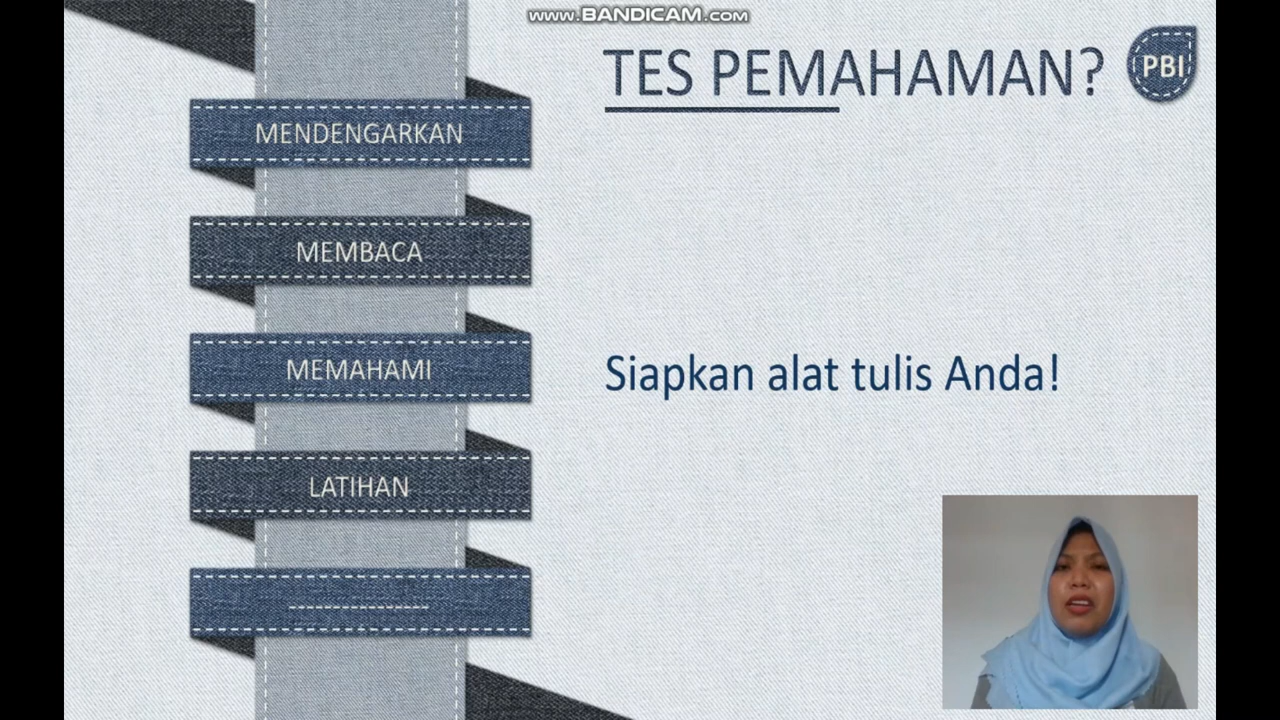 www.BANDICAM.com
TES PEMAHAMAN?
PBI
MENDENGARKAN
MEMBACA
MEMAHAMI
Siapkan alat tulis Anda!
LATIHAN
----------------